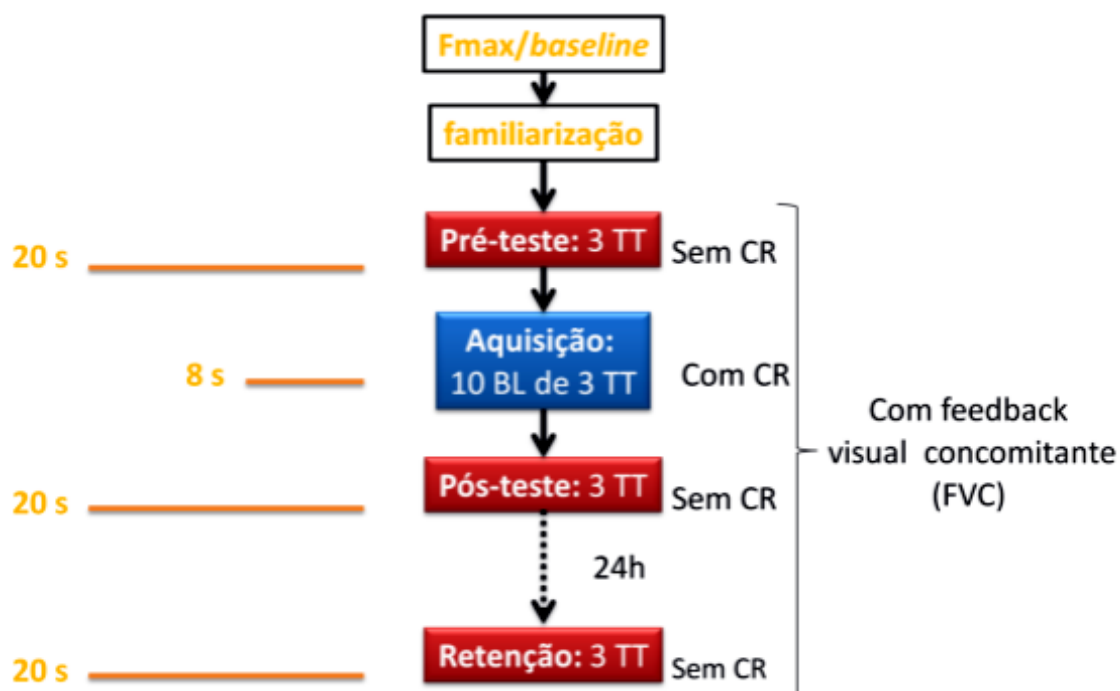 Fmax/baseline
familiarização
20 s
Pré-teste: 3 TT
Sem CR
8 s
Aquisição:
10 BL de 3 TT
Com CR
Com feedback
visual concomitante
(FVC)
20 s
Pós-teste: 3 TT
Sem CR
24h
20 s
Retenção: 3 TT
Sem CR